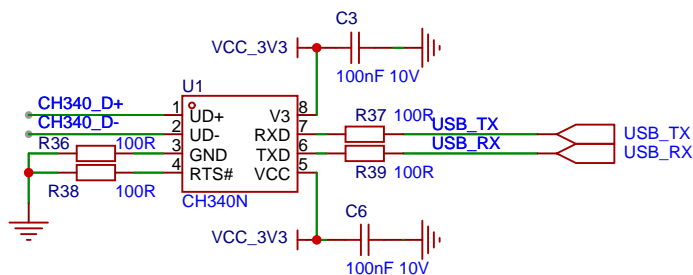 C3
VCC_3V3
100nF 10V
U1
CH340_D+
1 UD+ V3 8
CH340_D-
2 UD- RXD 7
R37 100R
USB_TX
USB_TX
R36 100R
3 GND TXD 6
USB_RX
USB_RX
4 RTS# VCC 5
R38 100R
R39 100R
CH340N
C6
VCC_3V3
100nF 10V